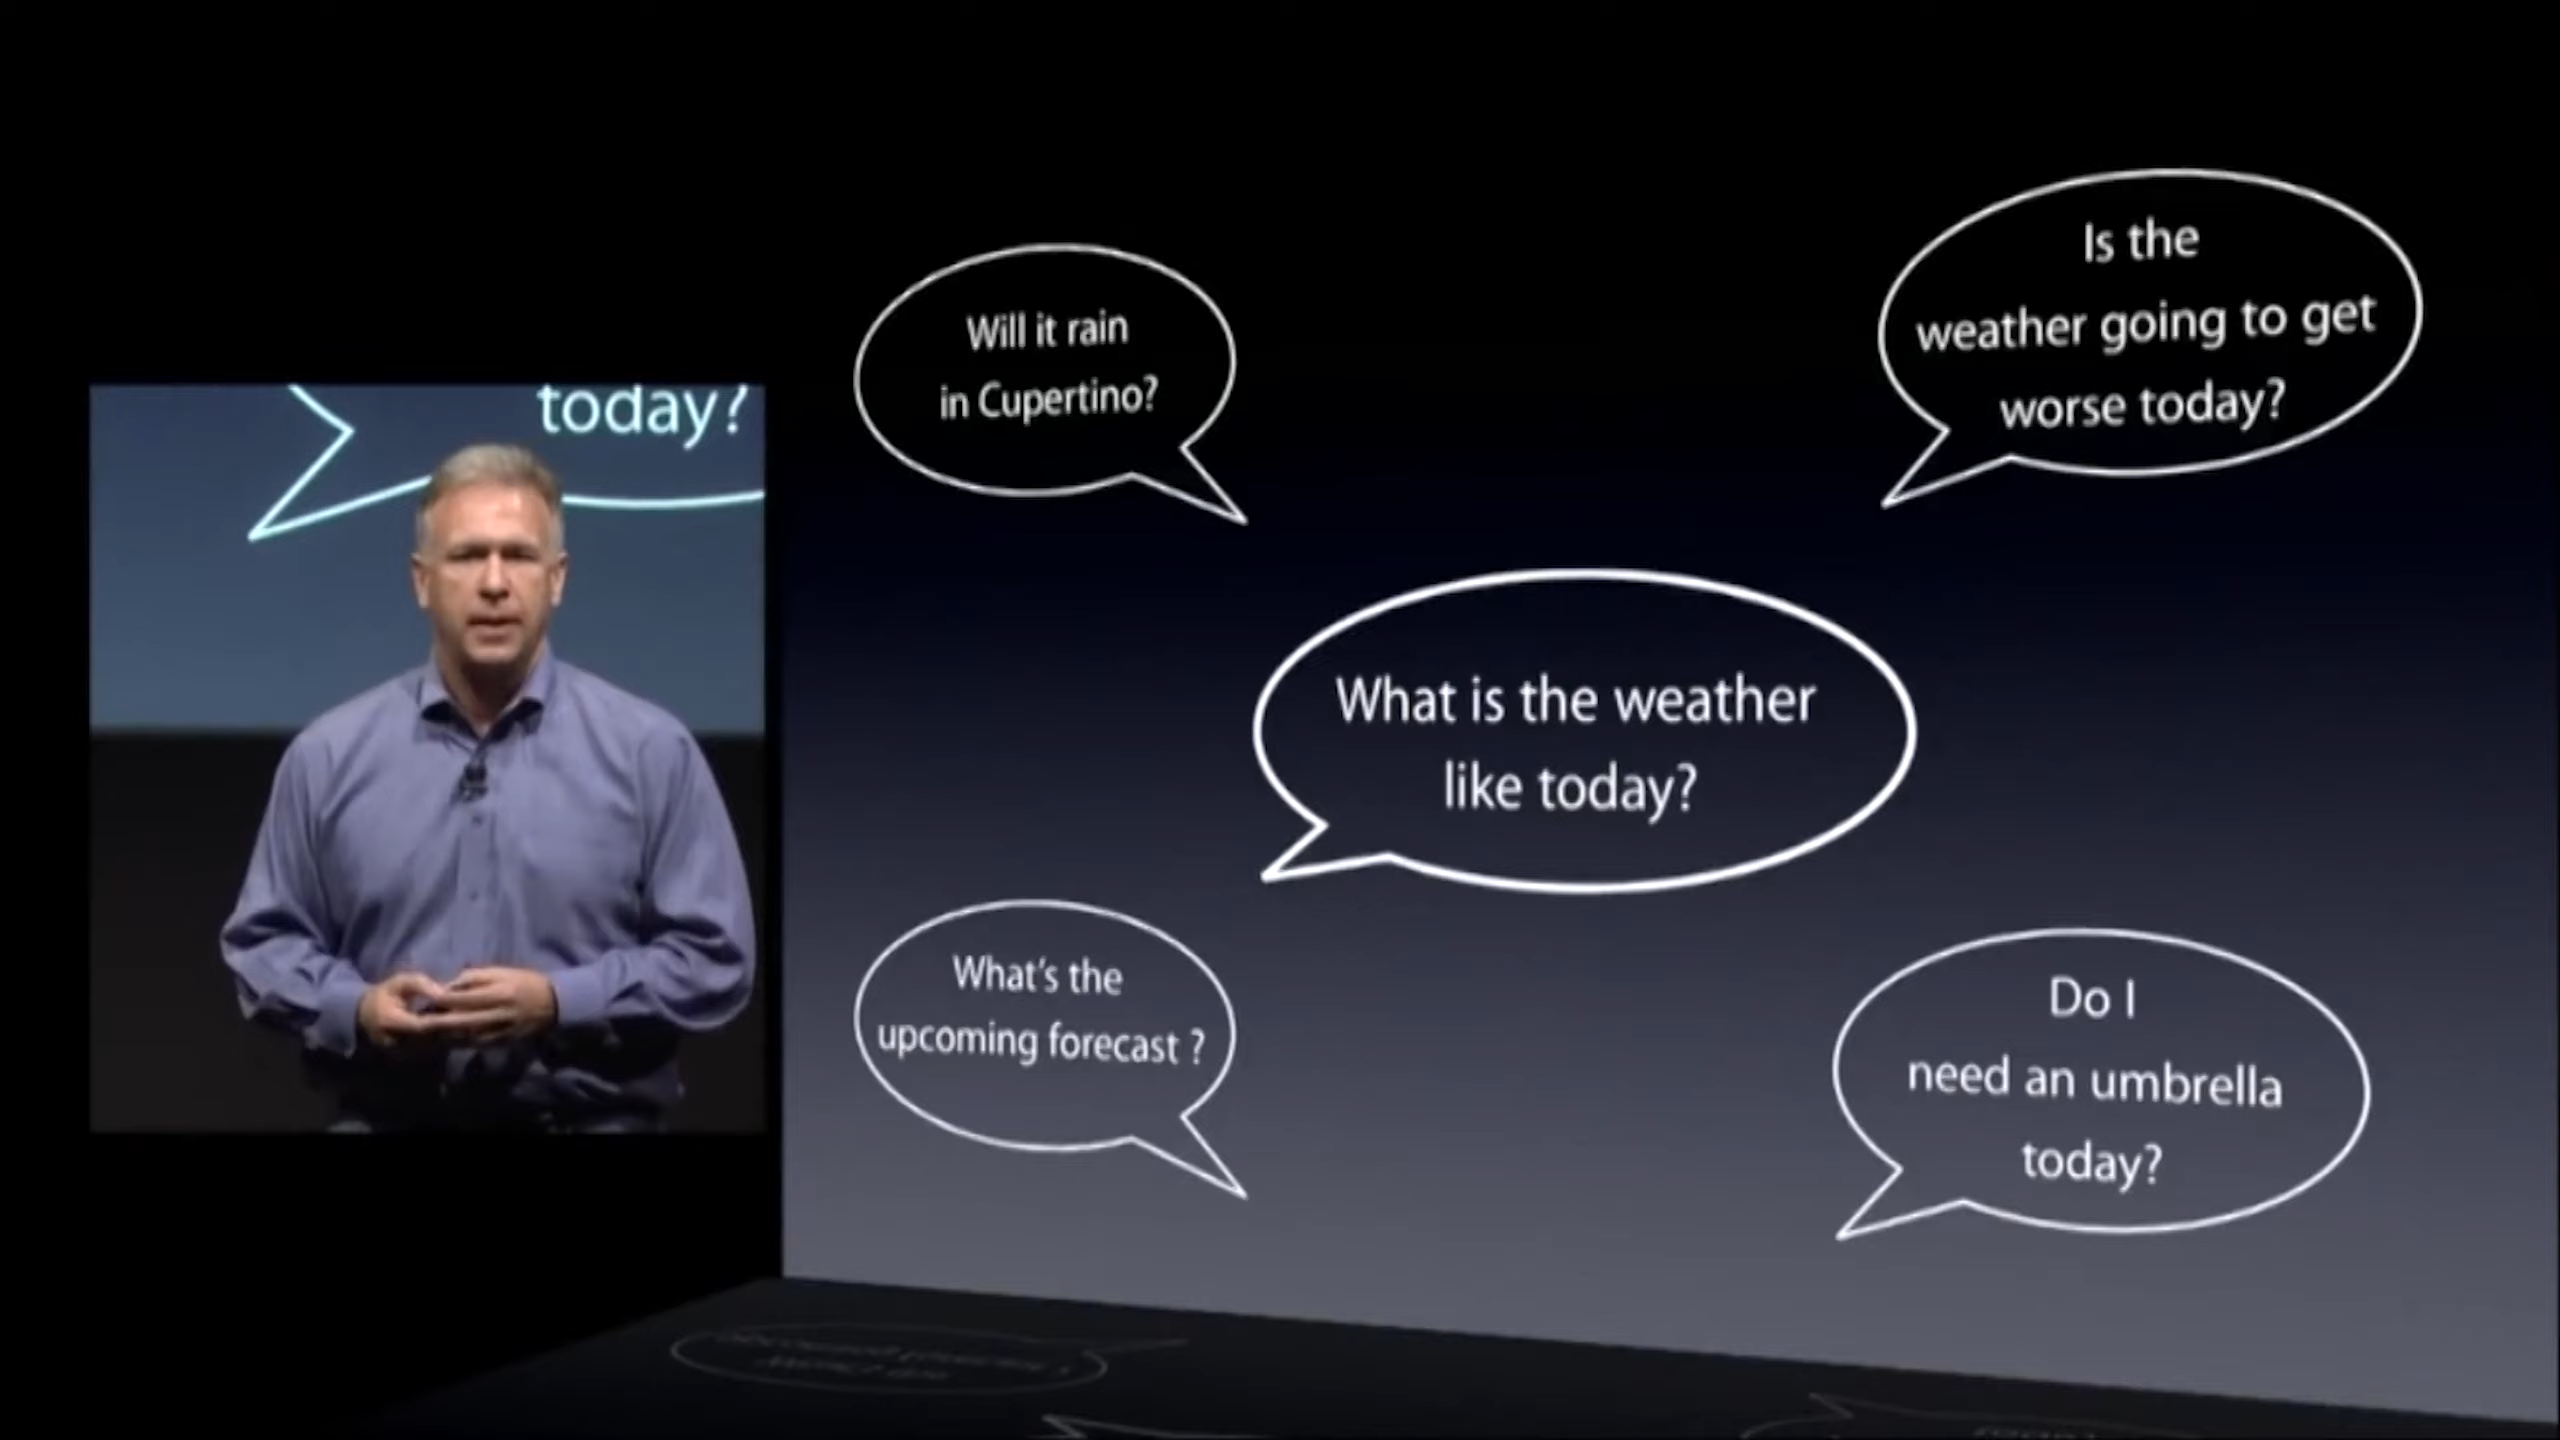 today?
Will it rain
in Cupertino?
Is the
weather going to get
worse today?
What is the weather
like today?
What's the
upcoming forecast ?
Do I
need an umbrella
today?